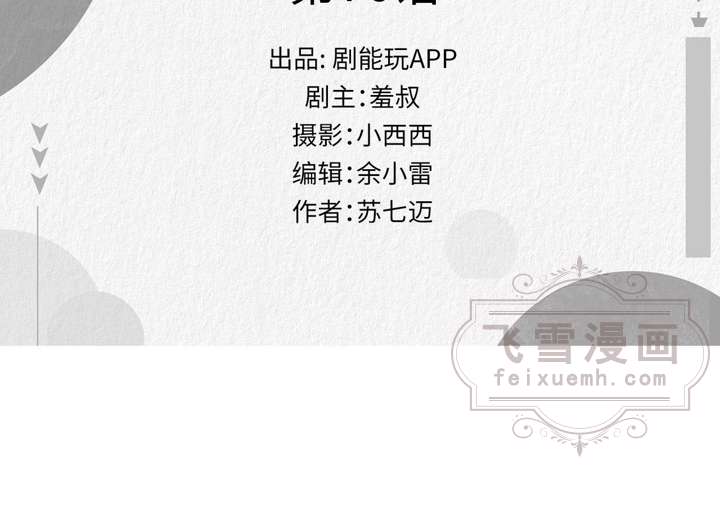 出品: 剧能玩APP
剧主:羞叔
摄影:小西西
编辑:余小雷
作者:苏七迈
飞雪漫画
feixuemh.com